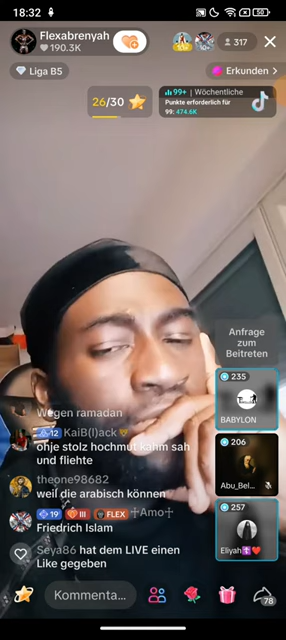 18:32
50
Flexabrenyah
190.3K
317
Liga B5
Erkunden >
26/30
99+ | Wöchentliche
Punkte erforderlich für
99: 474.6K
Anfrage
zum
Beitreten
235
BABYLON
206
Abu_Bel...
257
Eliyah✝️❤️
Wegen ramadan
12 KaiB(l)ack
ohje stolz hochmut kahm sah
und fliehte
theone98682
weil die arabisch können
19 III FLEX ☩Amo☩
Friedrich Islam
Seya86 hat dem LIVE einen
Like gegeben
Kommenta...
78